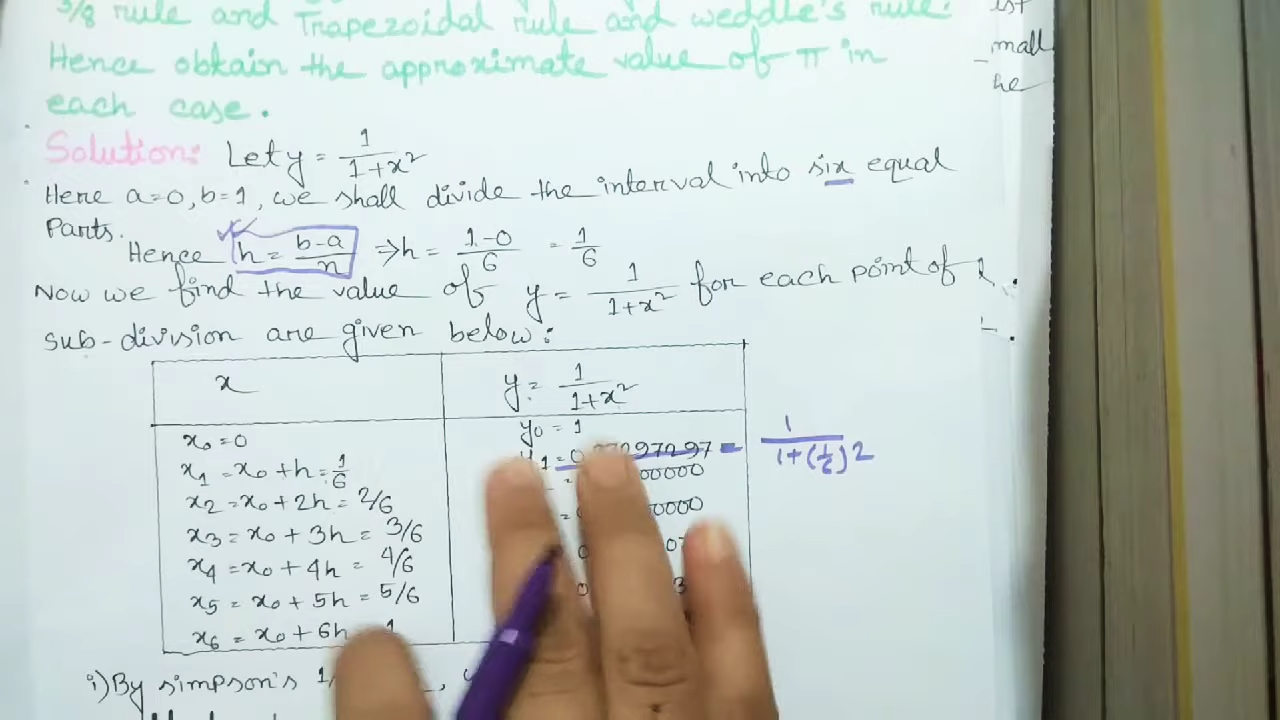 3/8 rule and Trapezoidal rule and weddle's rule.
Hence obtain the approximate value of π in
each case.
Solution: Let y = 1/(1+x²)
Here a=0, b=1, we shall divide the interval into six equal
Parts.
Hence h = (b-a)/n ⇒ h = (1-0)/6 = 1/6
Now we find the value of y = 1/(1+x²) for each point of
sub-division are given below:
x y = 1/(1+x²)
x₀ = 0 y₀ = 1
x₁ = x₀ + h = 1/6 = 1/(1+(1/6)2
x₂ = x₀ + 2h = 2/6
x₃ = x₀ + 3h = 3/6
x₄ = x₀ + 4h = 4/6
x₅ = x₀ + 5h = 5/6
x₆ = x₀ + 6h 1
i) By simpson's
mall
he